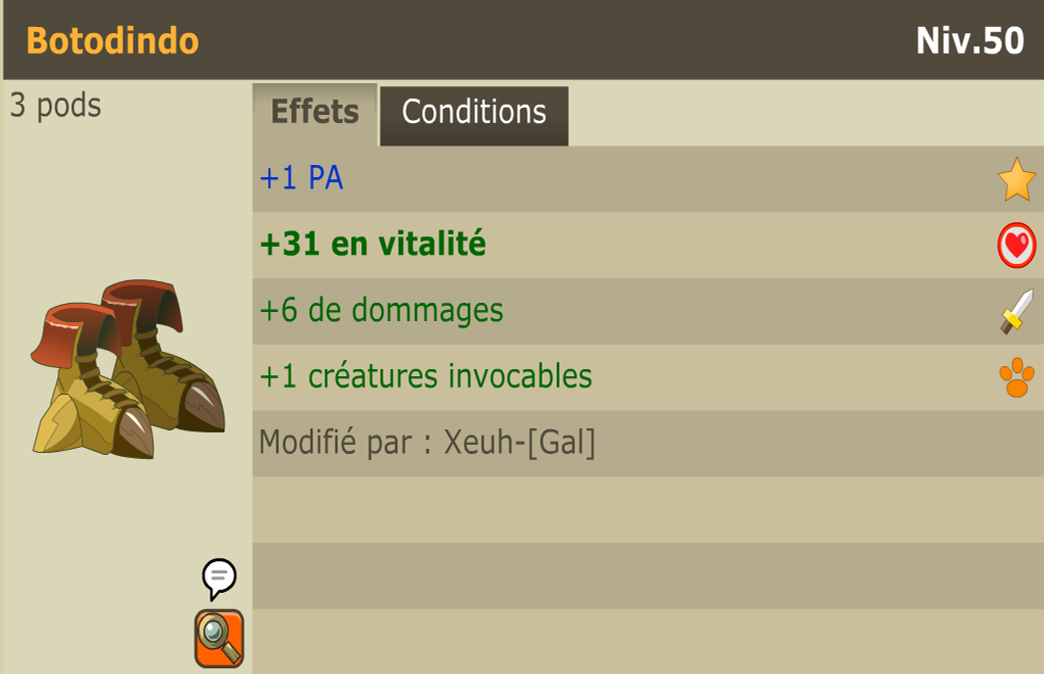 Botodindo
Niv.50
3 pods
Effets
Conditions
+1 PA
+31 en vitalité
+6 de dommages
+1 créatures invocables
Modifié par : Xeuh-[Gal]